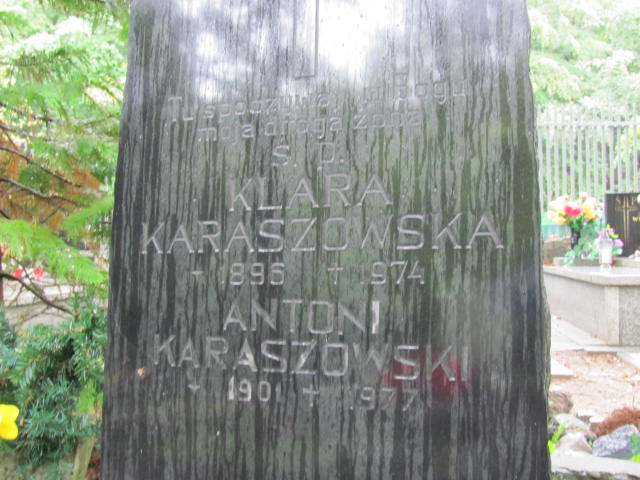 Tu spoczywa w Bogu
moja droga żona
Ś. P.
KLARA
KARASZOWSKA
* 1896 † 1974
ANTONI
KARASZOWSKI
* 1901 † 1977